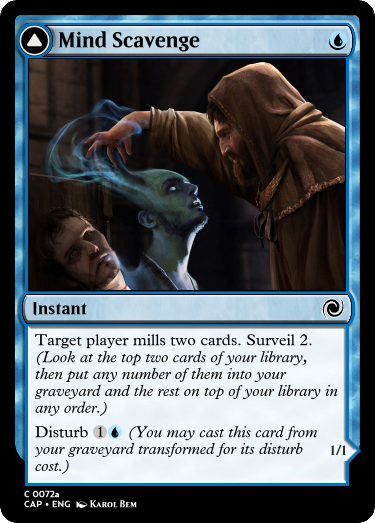 Mind Scavenge
Instant
Target player mills two cards. Surveil 2.
(Look at the top two cards of your library,
then put any number of them into your
graveyard and the rest on top of your library in
any order.)
Disturb 1 (You may cast this card from
your graveyard transformed for its disturb
cost.)
1/1
C 0072a
CAP • ENG Karol Bem